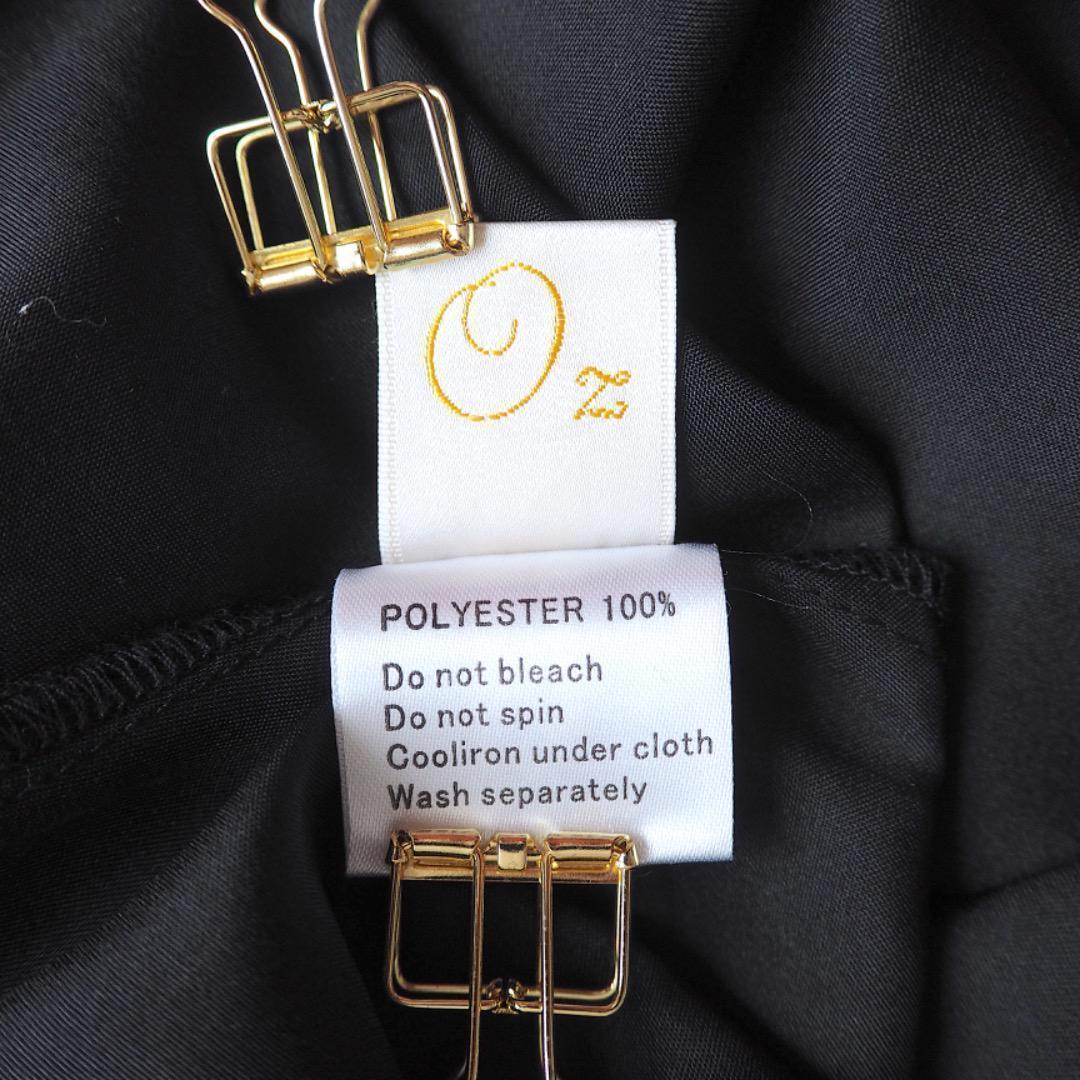 Oz
POLYESTER 100%
Do not bleach
Do not spin
Cooliron under cloth
Wash separately